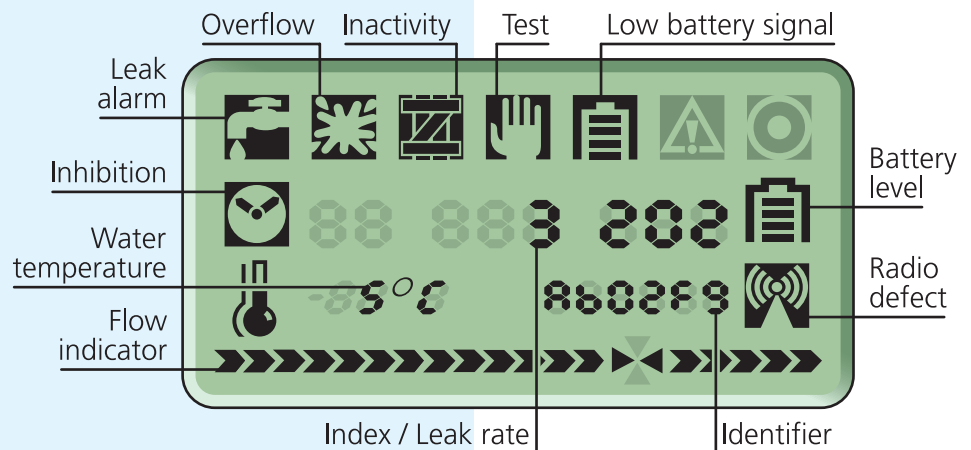 Overflow Inactivity Test Low battery signal
Leak
alarm
Inhibition
Battery
level
3 202
Water
temperature
5°C Ab02F9
Radio
defect
Flow
indicator
Index / Leak rate Identifier